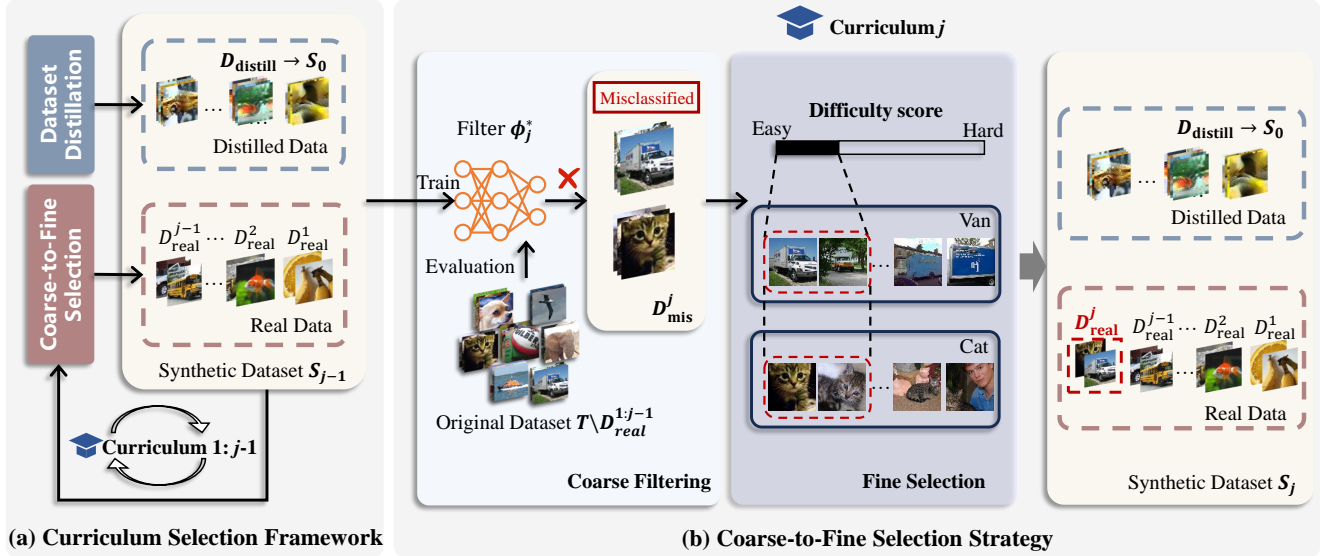 Dataset
Distillation
Coarse-to-Fine
Selection
D_distill → S_0
...
Distilled Data
D_real^{j-1} ... D_real^2 D_real^1
...
Real Data
Synthetic Dataset S_{j-1}
Curriculum 1: j-1
(a) Curriculum Selection Framework
Curriculum j
Filter ϕ_j^*
Train
Evaluation
Original Dataset T\D_real^{1:j-1}
Misclassified
D_mis^j
Coarse Filtering
Difficulty score
Easy Hard
Van
...
Cat
...
Fine Selection
D_distill → S_0
...
Distilled Data
D_real^j D_real^{j-1} ... D_real^2 D_real^1
...
Real Data
Synthetic Dataset S_j
(b) Coarse-to-Fine Selection Strategy